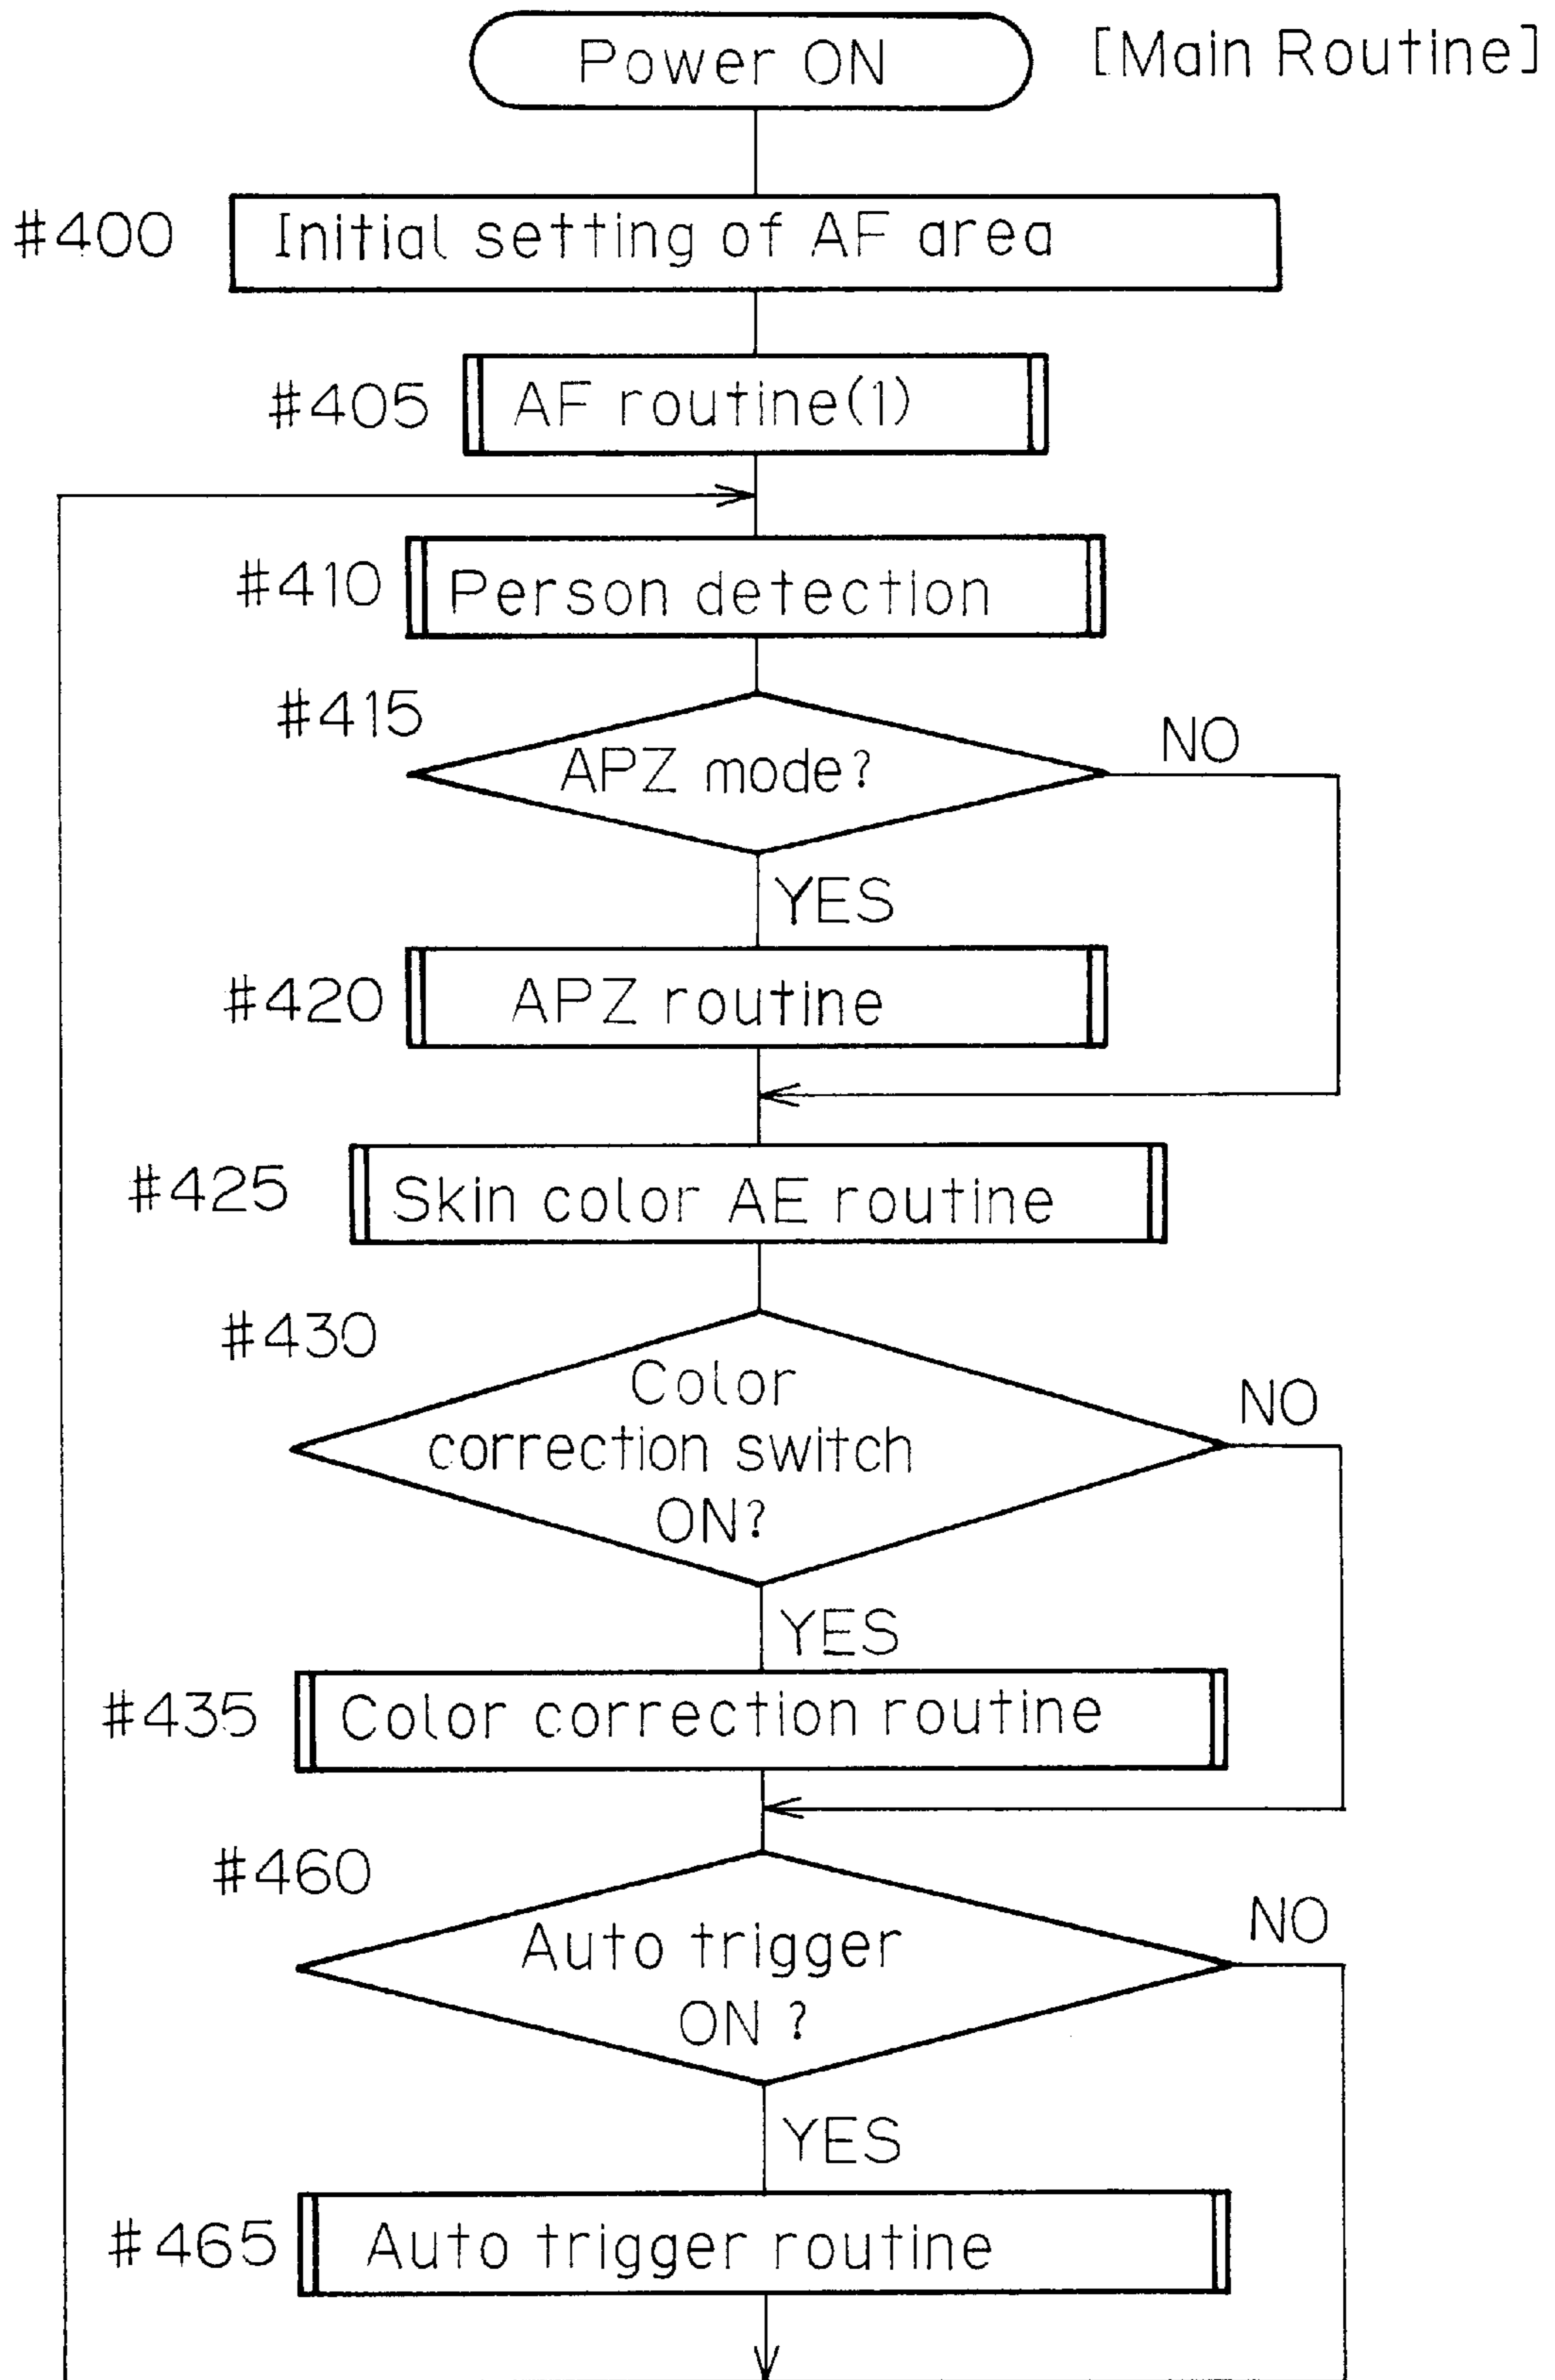 Power ON
[Main Routine]
#400
Initial setting of AF area
#405
AF routine(1)
#410
Person detection
#415
APZ mode?
NO
YES
#420
APZ routine
#425
Skin color AE routine
#430
Color
correction switch
ON?
NO
YES
#435
Color correction routine
#460
Auto trigger
ON ?
NO
YES
#465
Auto trigger routine